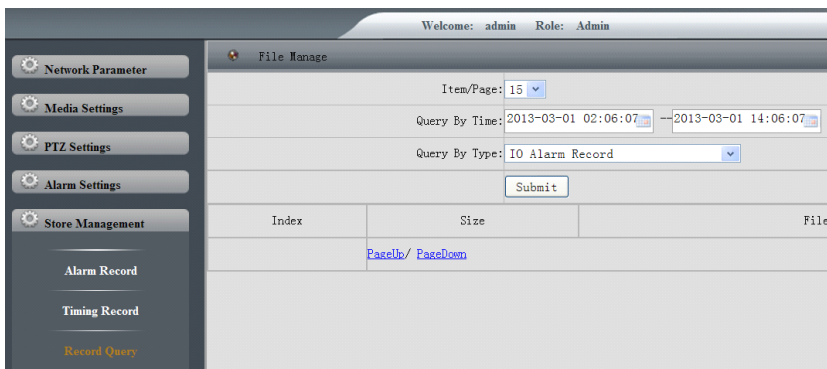 Welcome: admin Role: Admin
Network Parameter
Media Settings
PTZ Settings
Alarm Settings
Store Management
Alarm Record
Timing Record
Record Query
File Manage
Item/Page: 15
Query By Time: 2013-03-01 02:06:07 --2013-03-01 14:06:07
Query By Type: IO Alarm Record
Submit
Index Size File
PageUp/ PageDown